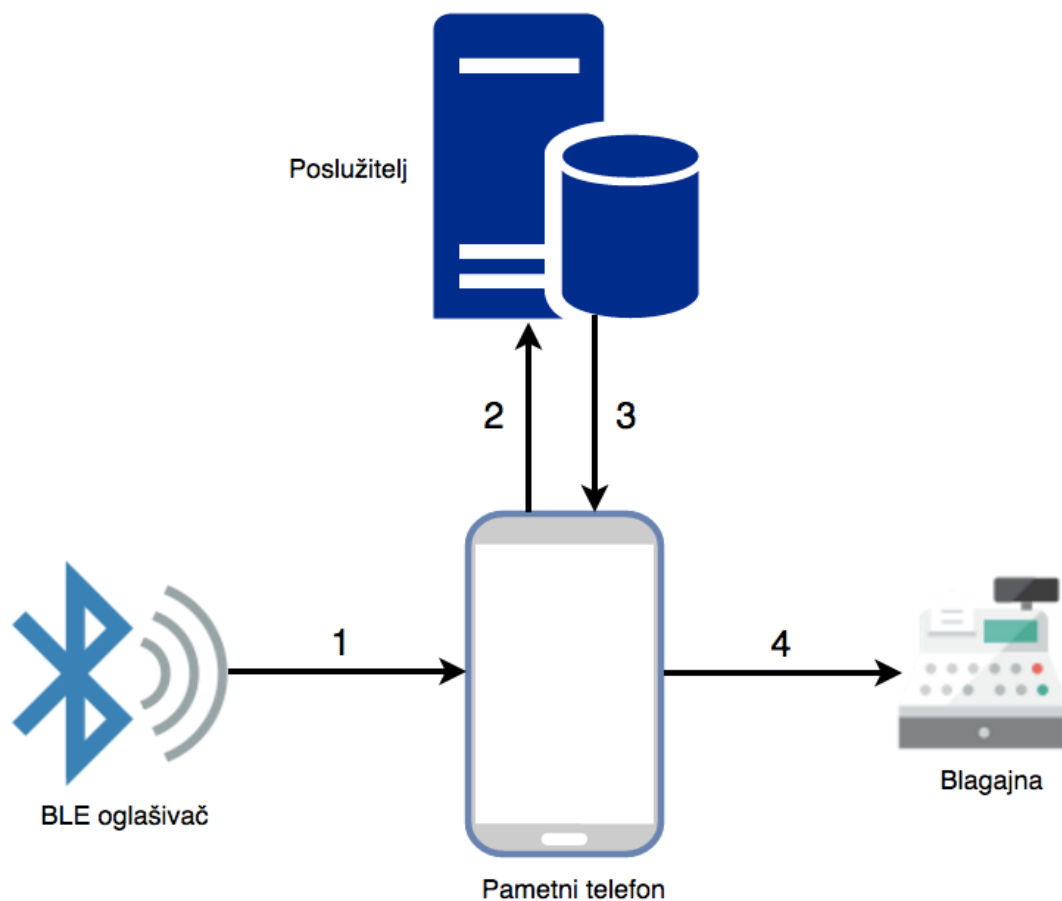 Poslužitelj
2
3
1
4
BLE oglašivač
Blagajna
Pametni telefon